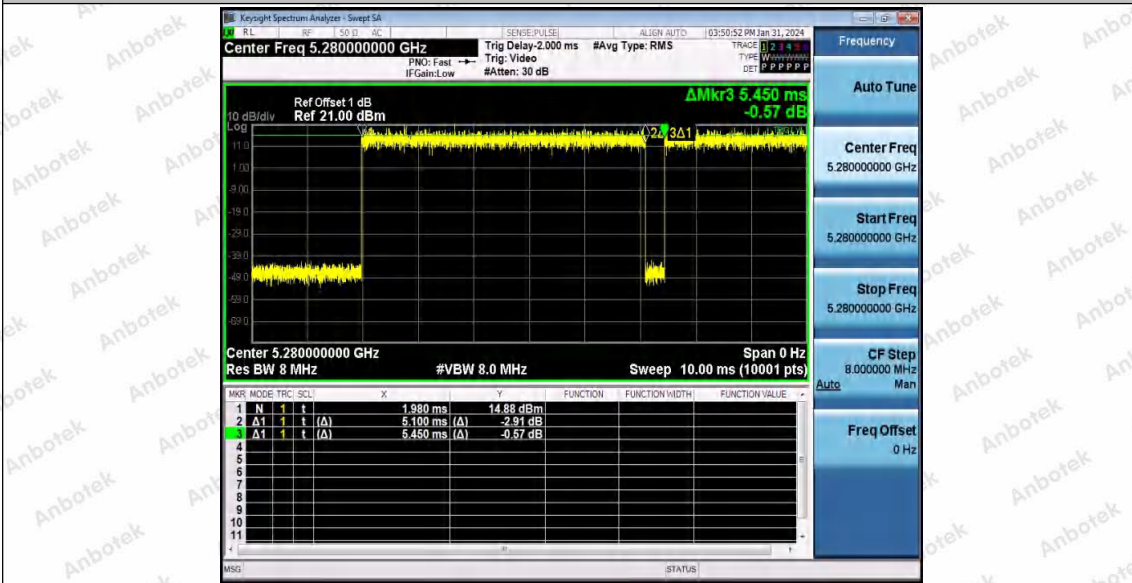 Keysight Spectrum Analyzer - Swept SA
RL RF 50 Ω AC SENSE:PULSE ALIGN AUTO 03:50:52 PM Jan 31, 2024
Center Freq 5.280000000 GHz
PNO: Fast
IFGain:Low
Trig Delay-2.000 ms
Trig: Video
#Atten: 30 dB
#Avg Type: RMS
TRACE 1 2 3 4 5 6
TYPE W
DET P P P P P P
10 dB/div
Log
Ref Offset 1 dB
Ref 21.00 dBm
ΔMkr3 5.450 ms
-0.57 dB
2Δ 3Δ1
11.0
1.00
-9.00
-19.0
-29.0
-39.0
-49.0
-59.0
-69.0
Center 5.280000000 GHz Span 0 Hz
Res BW 8 MHz #VBW 8.0 MHz Sweep 10.00 ms (10001 pts)
MKR MODE TRC SCL X Y FUNCTION FUNCTION WIDTH FUNCTION VALUE
1 N 1 t 1.980 ms 14.88 dBm
2 Δ1 1 t (Δ) 5.100 ms (Δ) -2.91 dB
3 Δ1 1 t (Δ) 5.450 ms (Δ) -0.57 dB
4
5
6
7
8
9
10
11
MSG STATUS
Frequency
Auto Tune
Center Freq
5.280000000 GHz
Start Freq
5.280000000 GHz
Stop Freq
5.280000000 GHz
CF Step
8.000000 MHz
Auto Man
Freq Offset
0 Hz
Anbotek